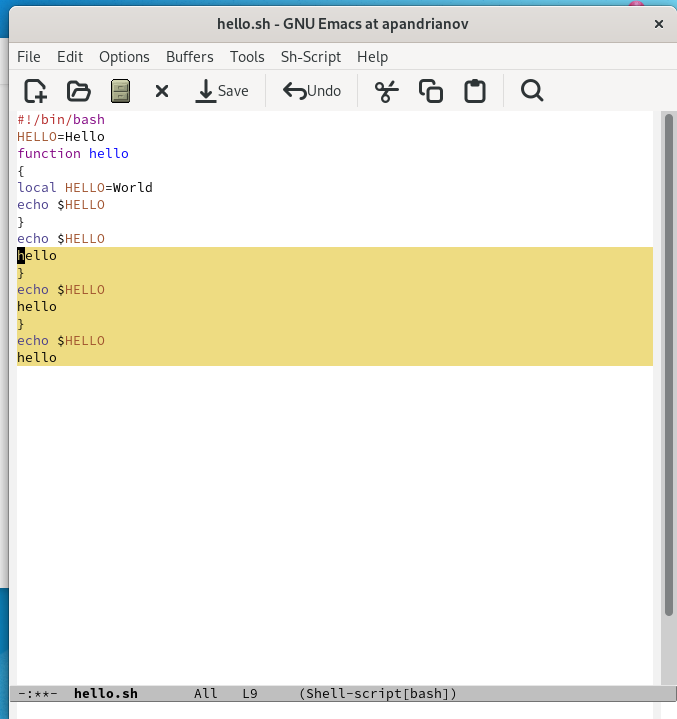 hello.sh - GNU Emacs at apandrianov
File Edit Options Buffers Tools Sh-Script Help
Save Undo
#!/bin/bash
HELLO=Hello
function hello
{
local HELLO=World
echo $HELLO
}
echo $HELLO
hello
}
echo $HELLO
hello
}
echo $HELLO
hello
-:**- hello.sh All L9 (Shell-script[bash])